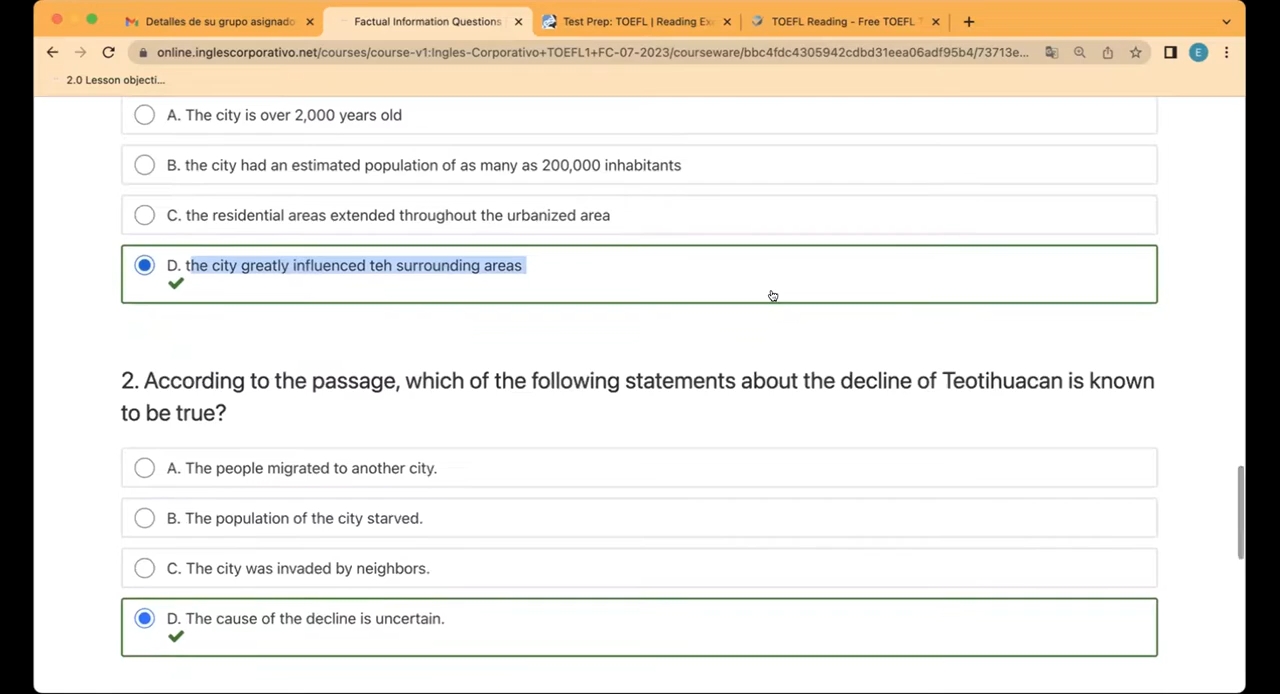 Detalles de su grupo asignado
Factual Information Questions
Test Prep: TOEFL | Reading Ex
TOEFL Reading - Free TOEFL
online.inglescorporativo.net/courses/course-v1:Ingles-Corporativo+TOEFL1+FC-07-2023/courseware/bbc4fdc4305942cdbd31eea06adf95b4/73713e...
E
2.0 Lesson objecti...
A. The city is over 2,000 years old
B. the city had an estimated population of as many as 200,000 inhabitants
C. the residential areas extended throughout the urbanized area
D. the city greatly influenced teh surrounding areas
2. According to the passage, which of the following statements about the decline of Teotihuacan is known
to be true?
A. The people migrated to another city.
B. The population of the city starved.
C. The city was invaded by neighbors.
D. The cause of the decline is uncertain.